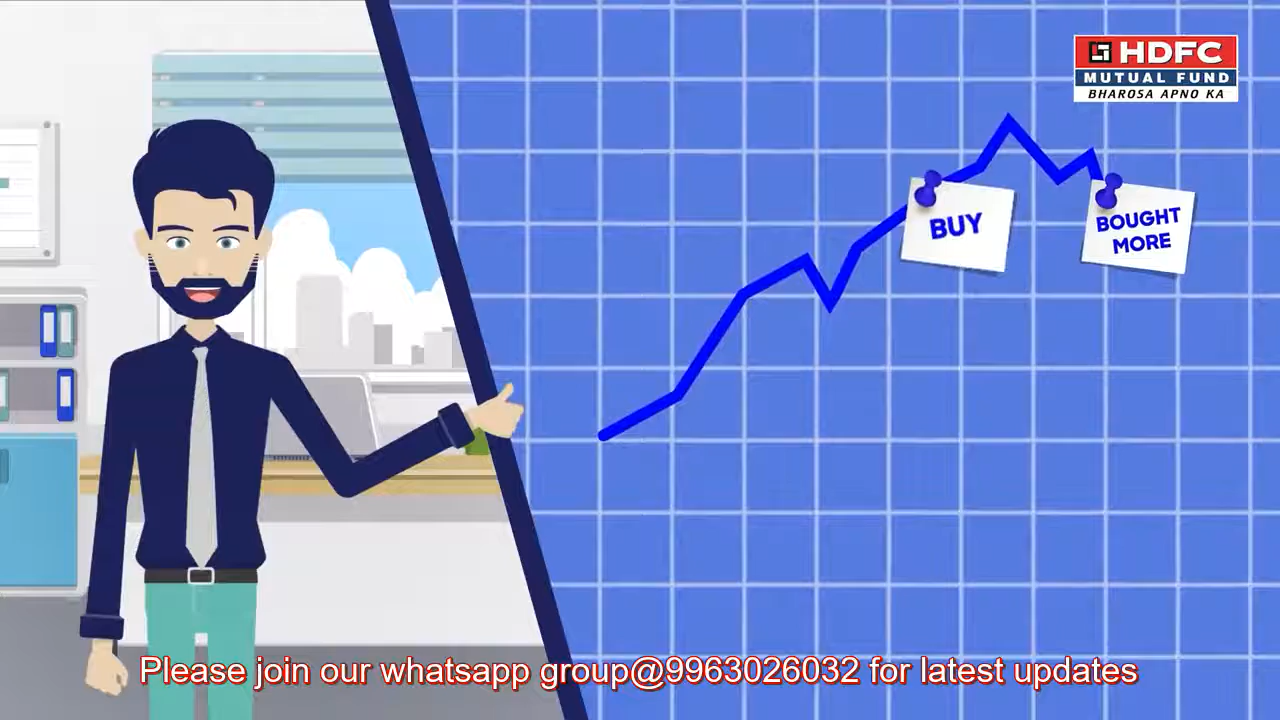 HDFC
MUTUAL FUND
BHAROSA APNO KA
BUY
BOUGHT
MORE
Please join our whatsapp group@9963026032 for latest updates